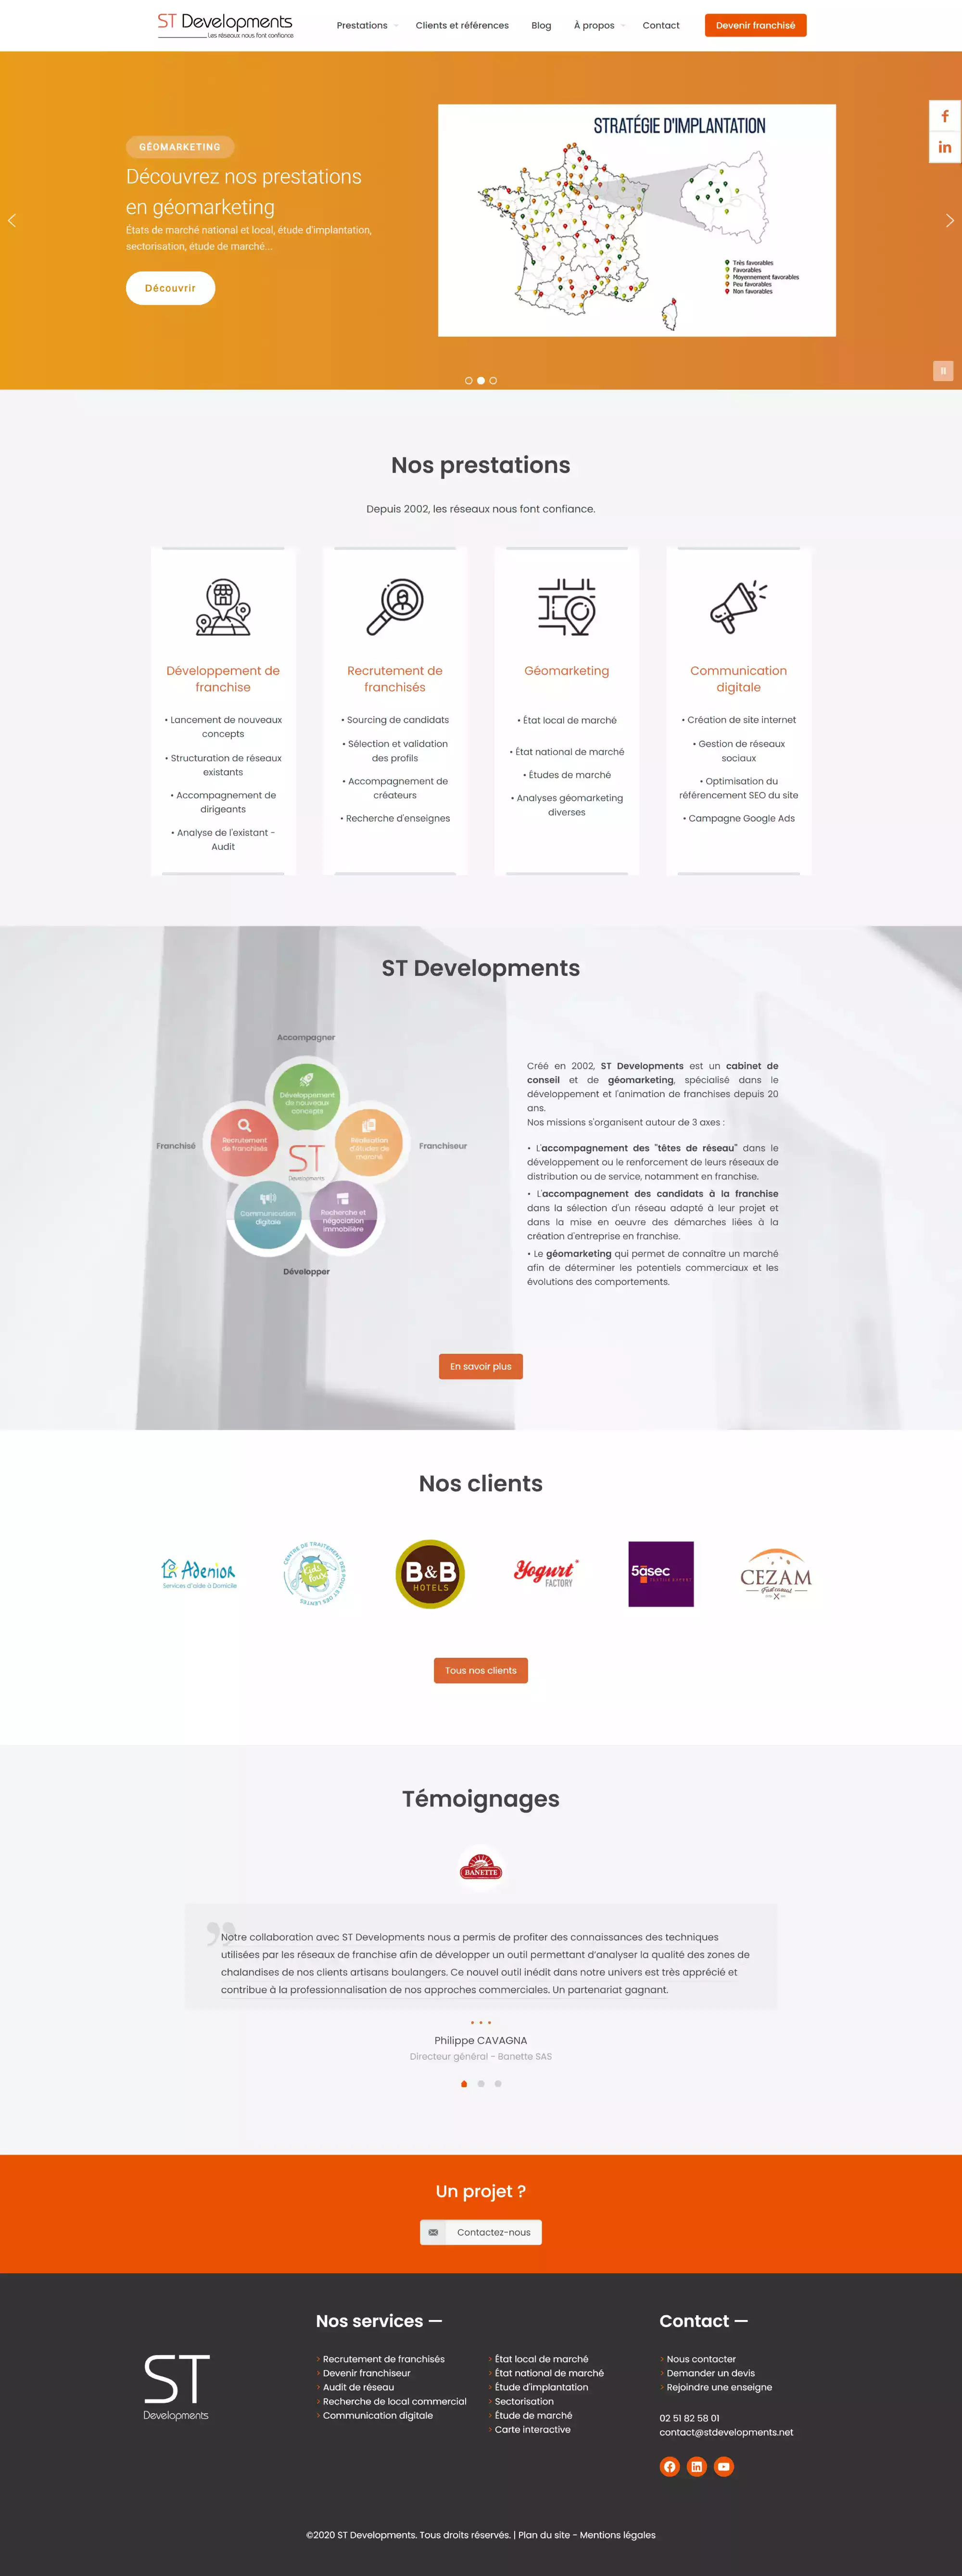 ST Developments
Les réseaux nous font confiance
Prestations
Clients et références
Blog
À propos
Contact
Devenir franchisé
GÉOMARKETING
Découvrez nos prestations
en géomarketing
États de marché national et local, étude d'implantation,
sectorisation, étude de marché...
Découvrir
STRATÉGIE D'IMPLANTATION
Très favorables
Favorables
Moyennement favorables
Peu favorables
Non favorables
Nos prestations
Depuis 2002, les réseaux nous font confiance.
Développement de
franchise
• Lancement de nouveaux
concepts
• Structuration de réseaux
existants
• Accompagnement de
dirigeants
• Analyse de l'existant -
Audit
Recrutement de
franchisés
• Sourcing de candidats
• Sélection et validation
des profils
• Accompagnement de
créateurs
• Recherche d'enseignes
Géomarketing
• État local de marché
• État national de marché
• Études de marché
• Analyses géomarketing
diverses
Communication
digitale
• Création de site internet
• Gestion de réseaux
sociaux
• Optimisation du
référencement SEO du site
• Campagne Google Ads
ST Developments
Accompagner
Développement
de nouveaux
concepts
Franchisé
Recrutement
de franchisés
Réalisation
d'études de
marché
Franchiseur
ST
Developments
Communication
digitale
Recherche et
négociation
immobilière
Développer
Créé en 2002, ST Developments est un cabinet de
conseil et de géomarketing, spécialisé dans le
développement et l'animation de franchises depuis 20
ans.
Nos missions s'organisent autour de 3 axes :
• L'accompagnement des "têtes de réseau" dans le
développement ou le renforcement de leurs réseaux de
distribution ou de service, notamment en franchise.
• L'accompagnement des candidats à la franchise
dans la sélection d'un réseau adapté à leur projet et
dans la mise en oeuvre des démarches liées à la
création d'entreprise en franchise.
• Le géomarketing qui permet de connaître un marché
afin de déterminer les potentiels commerciaux et les
évolutions des comportements.
En savoir plus
Nos clients
Adenior
Services d'aide à Domicile
CENTRE DU TRAITEMENT DES POUX ET DES LENTES
B&B
HOTELS
Yogurt
FACTORY
5àsec
CEZAM
Tous nos clients
Témoignages
BANETTE
Notre collaboration avec ST Developments nous a permis de profiter des connaissances des techniques
utilisées par les réseaux de franchise afin de développer un outil permettant d'analyser la qualité des zones de
chalandises de nos clients artisans boulangers. Ce nouvel outil inédit dans notre univers est très apprécié et
contribue à la professionnalisation de nos approches commerciales. Un partenariat gagnant.
Philippe CAVAGNA
Directeur général - Banette SAS
Un projet ?
Contactez-nous
ST
Developments
Nos services —
> Recrutement de franchisés
> Devenir franchiseur
> Audit de réseau
> Recherche de local commercial
> Communication digitale
> État local de marché
> État national de marché
> Étude d'implantation
> Sectorisation
> Étude de marché
> Carte interactive
Contact —
> Nous contacter
> Demander un devis
> Rejoindre une enseigne
02 51 82 58 01
contact@stdevelopments.net
©2020 ST Developments. Tous droits réservés. | Plan du site - Mentions légales